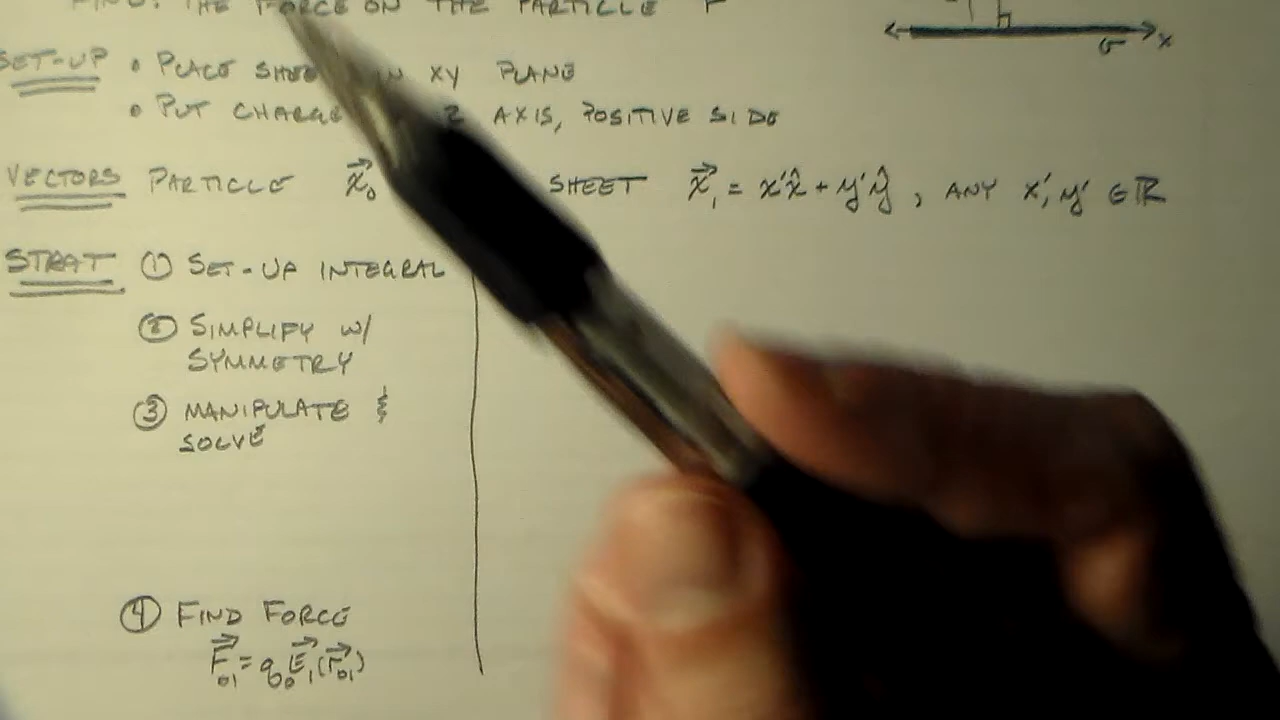 FIND: THE FORCE ON THE PARTICLE F
σ x
SET-UP • PLACE IN XY PLANE
• PUT Z AXIS, POSITIVE SIDE
VECTORS PARTICLE x⃗₀ SHEET x⃗₁ = x'x̂ + y'ŷ, ANY x', y' ∈ ℝ
STRAT ① SET-UP INTEGRAL
② SIMPLIFY W/
SYMMETRY
③ MANIPULATE &
SOLVE
④ FIND FORCE
F⃗₀₁ = q₀E⃗₁(r⃗₀₁)